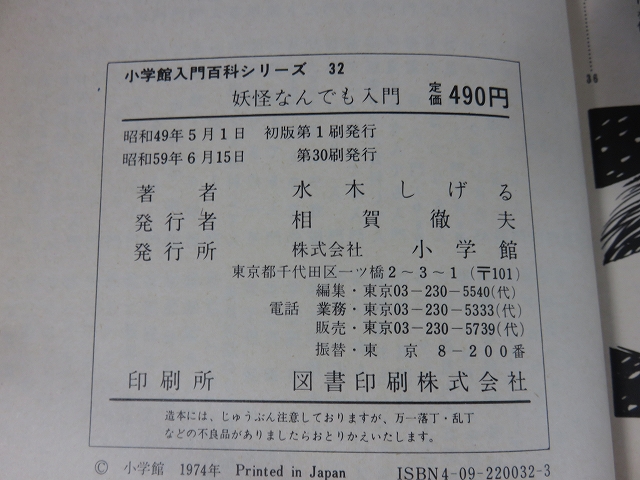 小学館入門百科シリーズ 32
妖怪なんでも入門 定価 490円
昭和49年5月1日 初版第1刷発行
昭和59年6月15日 第30刷発行
著者 水木しげる
発行者 相賀徹夫
発行所 株式会社 小学館
東京都千代田区一ツ橋2〜3〜1(〒101)
編集・東京03-230-5540(代)
電話 業務・東京03-230-5333(代)
販売・東京03-230-5739(代)
振替・東京 8-200番
印刷所 図書印刷株式会社
造本には、じゅうぶん注意しておりますが、万一落丁・乱丁
などの不良品がありましたらおとりかえいたします。
© 小学館 1974年 Printed in Japan ISBN4-09-220032-3
36